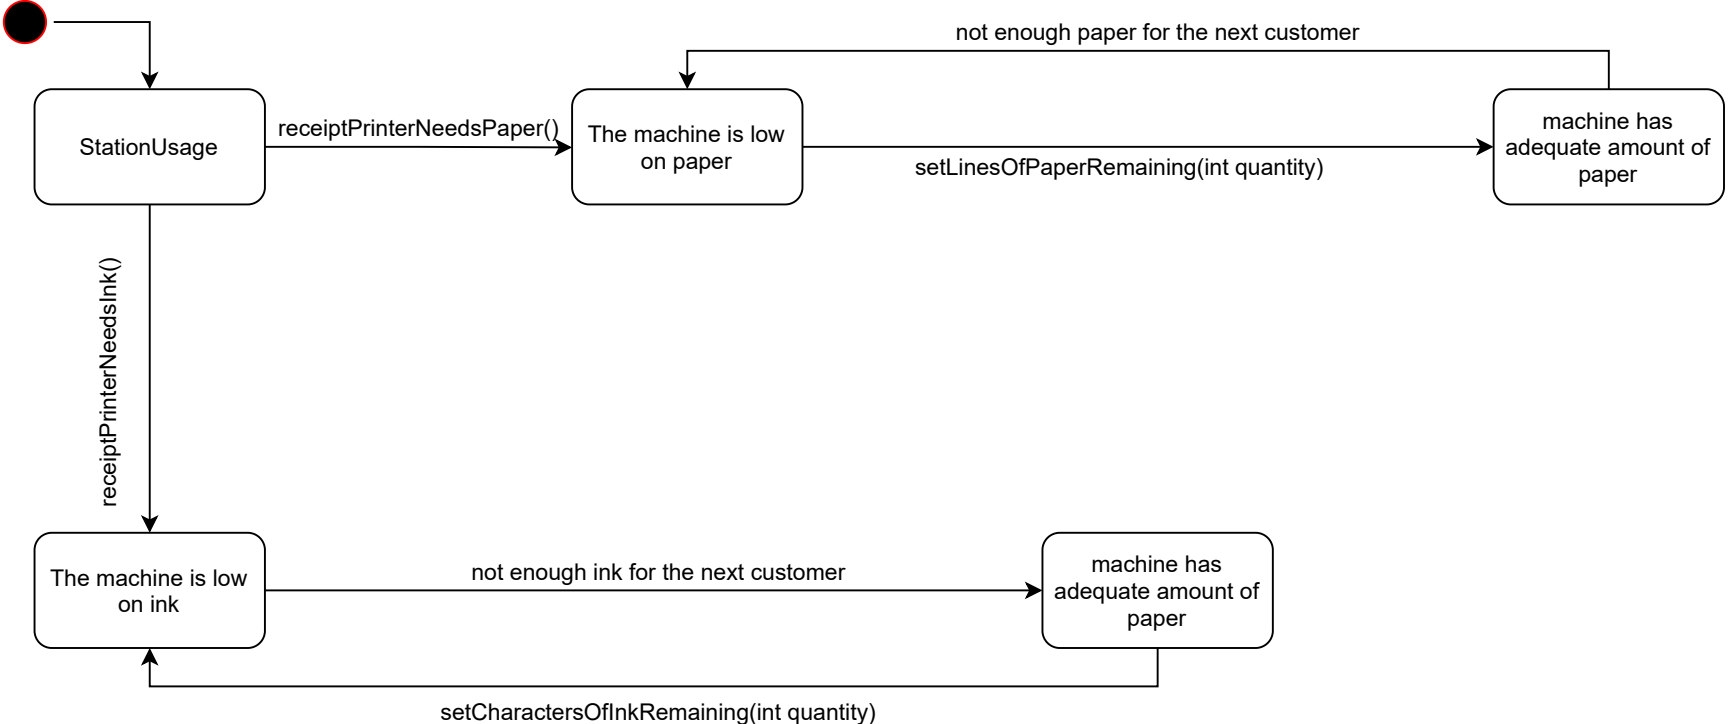 not enough paper for the next customer
StationUsage
receiptPrinterNeedsPaper()
The machine is low
on paper
setLinesOfPaperRemaining(int quantity)
machine has
adequate amount of
paper
receiptPrinterNeedsInk()
The machine is low
on ink
not enough ink for the next customer
machine has
adequate amount of
paper
setCharactersOfInkRemaining(int quantity)